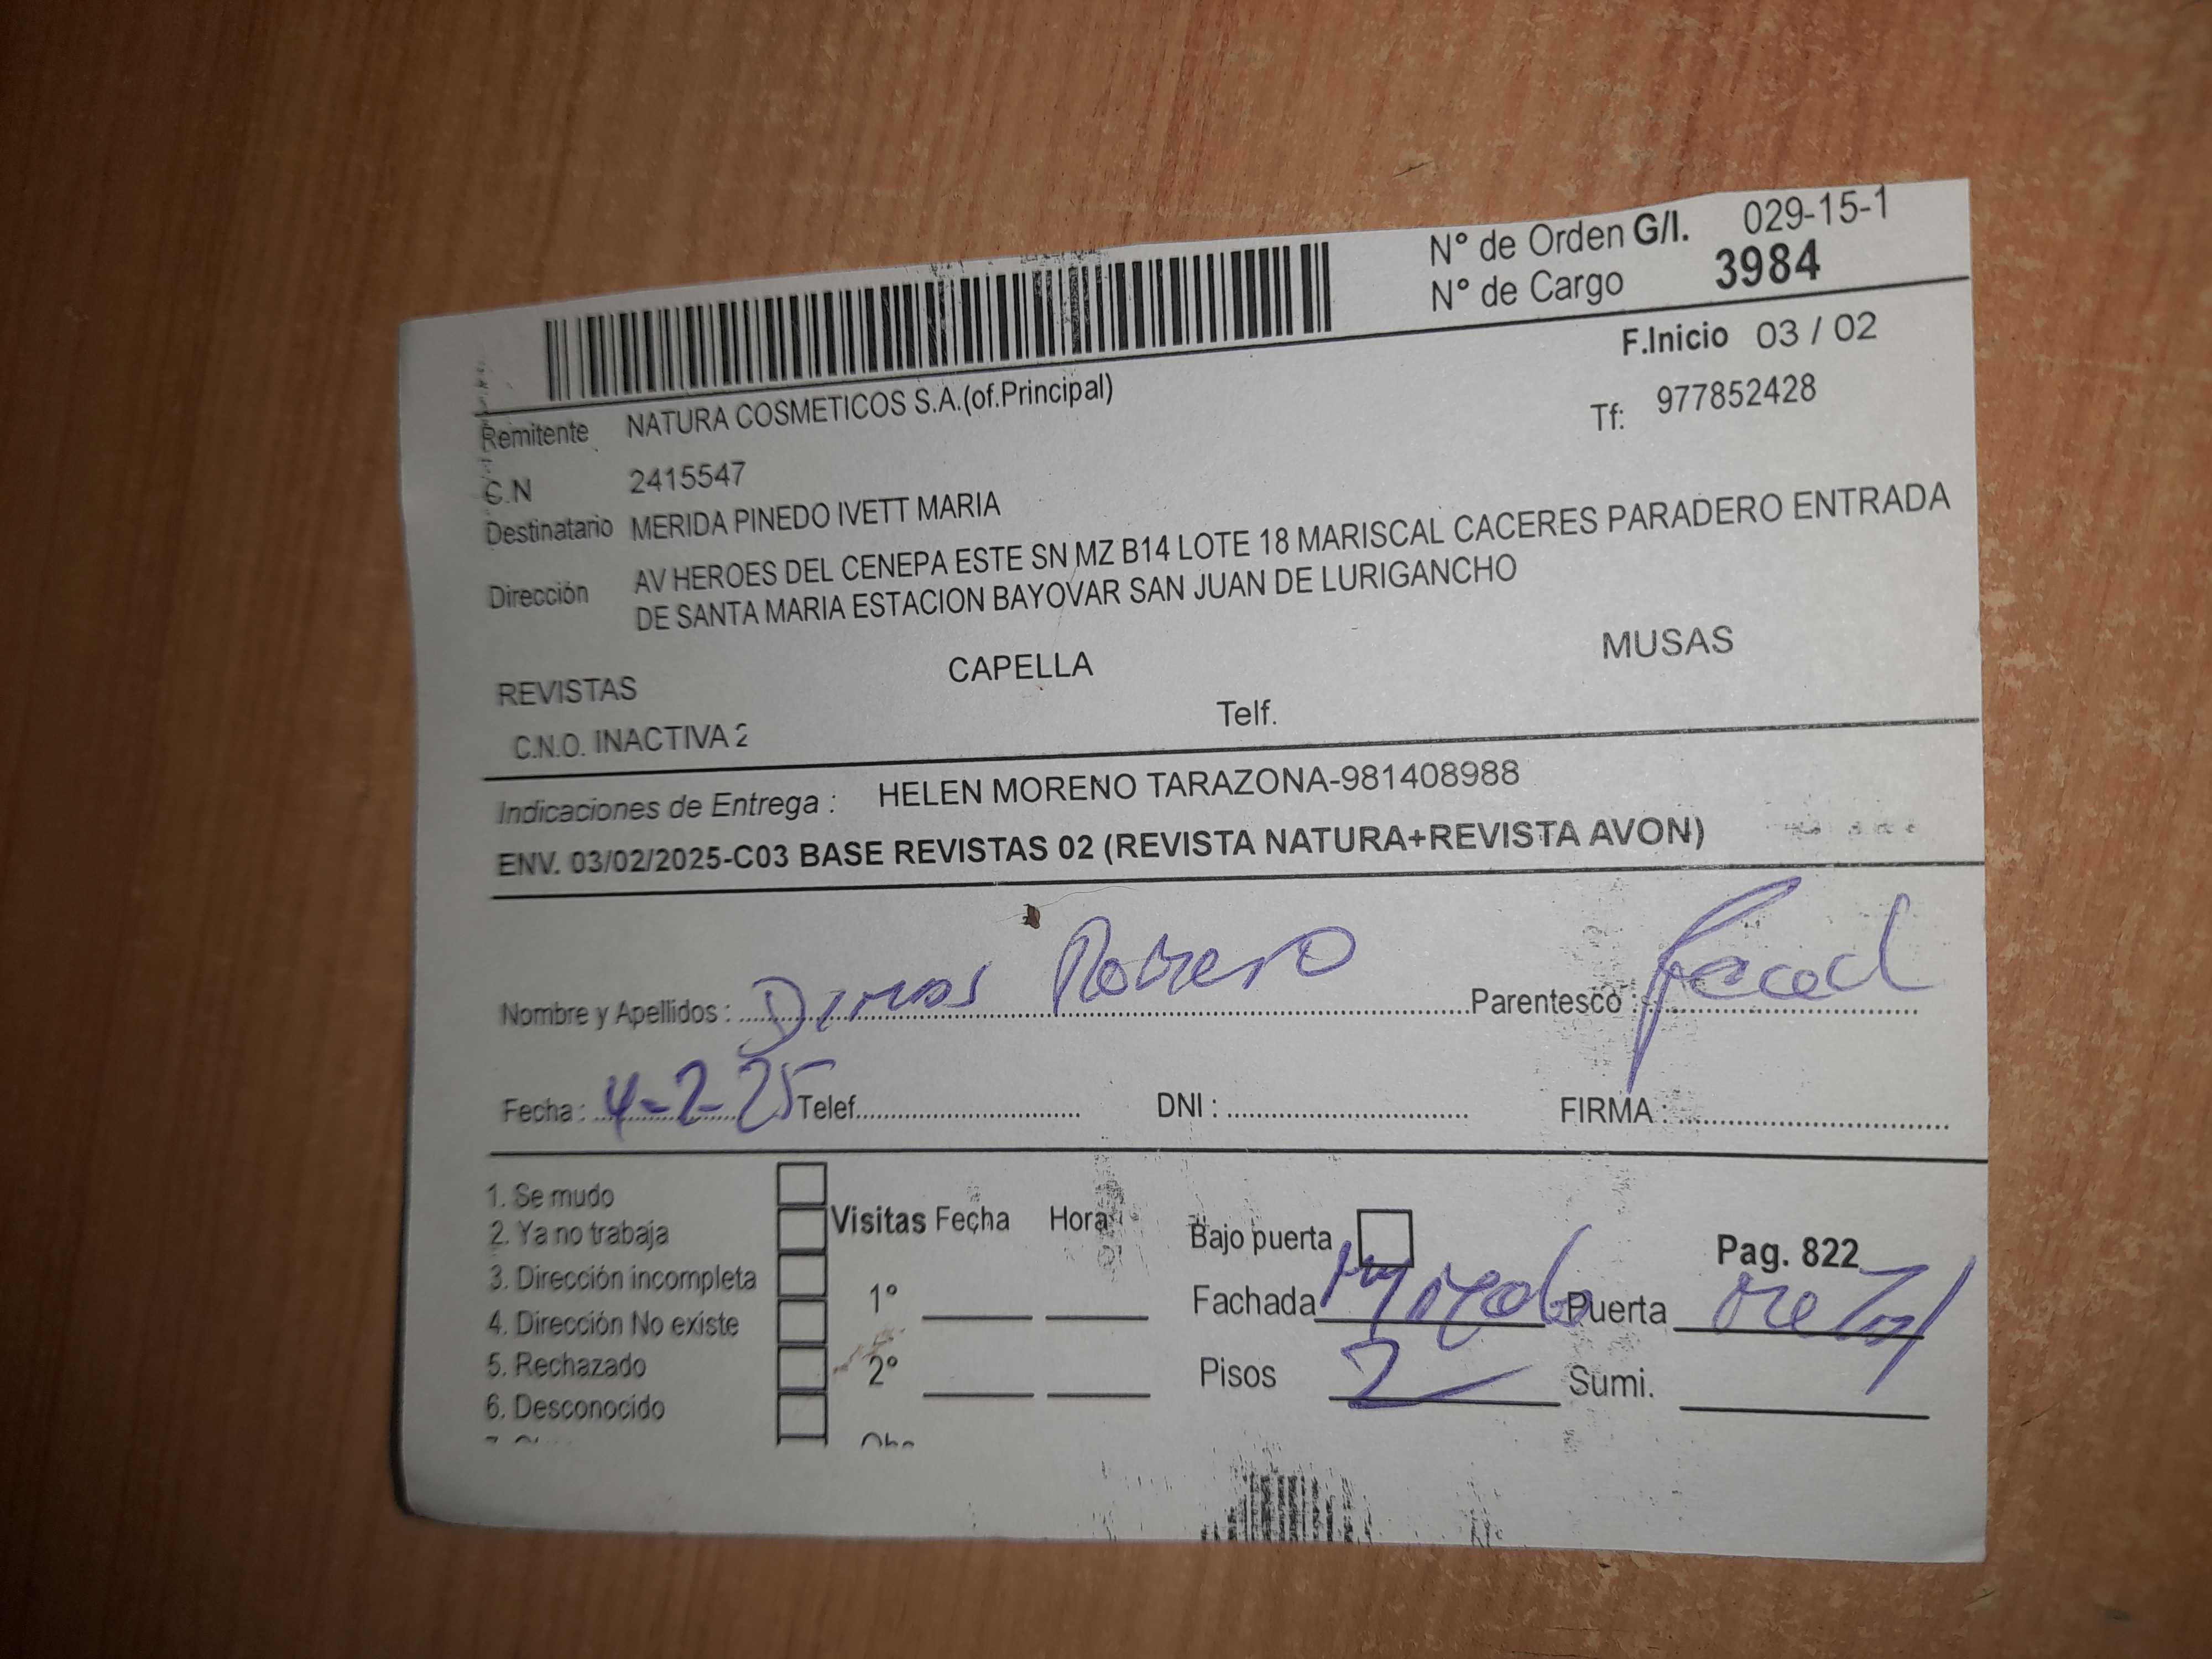 N° de Orden G/I. 029-15-1
N° de Cargo 3984
F.Inicio 03 / 02
Remitente NATURA COSMETICOS S.A.(of.Principal)
Tf: 977852428
C.N 2415547
Destinatario MERIDA PINEDO IVETT MARIA
Dirección AV HEROES DEL CENEPA ESTE SN MZ B14 LOTE 18 MARISCAL CACERES PARADERO ENTRADA
DE SANTA MARIA ESTACION BAYOVAR SAN JUAN DE LURIGANCHO
REVISTAS CAPELLA MUSAS
C.N.O. INACTIVA 2 Telf.
Indicaciones de Entrega : HELEN MORENO TARAZONA-981408988
ENV. 03/02/2025-C03 BASE REVISTAS 02 (REVISTA NATURA+REVISTA AVON)
Nombre y Apellidos : Romero Parentesco :
Fecha : 4-2-25 Telef. DNI : FIRMA :
1. Se mudo
2. Ya no trabaja
3. Dirección incompleta
4. Dirección No existe
5. Rechazado
6. Desconocido
Visitas Fecha Hora
1°
2°
Bajo puerta Pag. 822
Fachada Puerta metal
Pisos 2 Sumi.